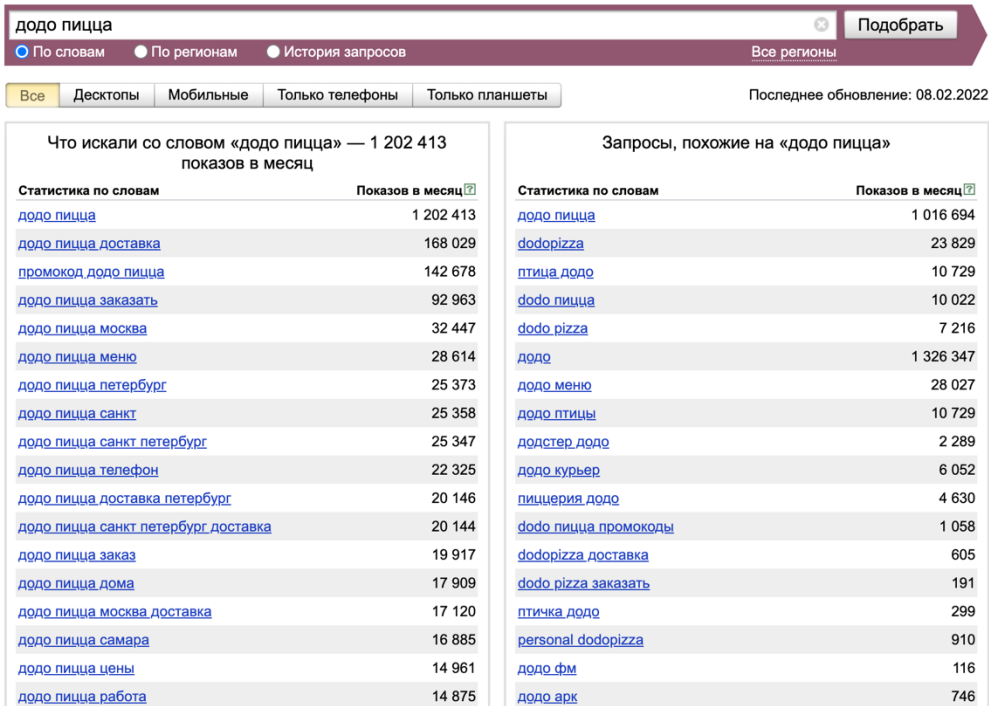 додо пицца
Подобрать
По словам По регионам История запросов Все регионы
Все Десктопы Мобильные Только телефоны Только планшеты Последнее обновление: 08.02.2022
Что искали со словом «додо пицца» — 1 202 413
показов в месяц
Статистика по словам Показов в месяц ?
додо пицца 1 202 413
додо пицца доставка 168 029
промокод додо пицца 142 678
додо пицца заказать 92 963
додо пицца москва 32 447
додо пицца меню 28 614
додо пицца петербург 25 373
додо пицца санкт 25 358
додо пицца санкт петербург 25 347
додо пицца телефон 22 325
додо пицца доставка петербург 20 146
додо пицца санкт петербург доставка 20 144
додо пицца заказ 19 917
додо пицца дома 17 909
додо пицца москва доставка 17 120
додо пицца самара 16 885
додо пицца цены 14 961
додо пицца работа 14 875
Запросы, похожие на «додо пицца»
Статистика по словам Показов в месяц ?
додо пицца 1 016 694
dodopizza 23 829
птица додо 10 729
dodo пицца 10 022
dodo pizza 7 216
додо 1 326 347
додо меню 28 027
додо птицы 10 729
додстер додо 2 289
додо курьер 6 052
пиццерия додо 4 630
dodo пицца промокоды 1 058
dodopizza доставка 605
dodo pizza заказать 191
птичка додо 299
personal dodopizza 910
додо фм 116
додо арк 746